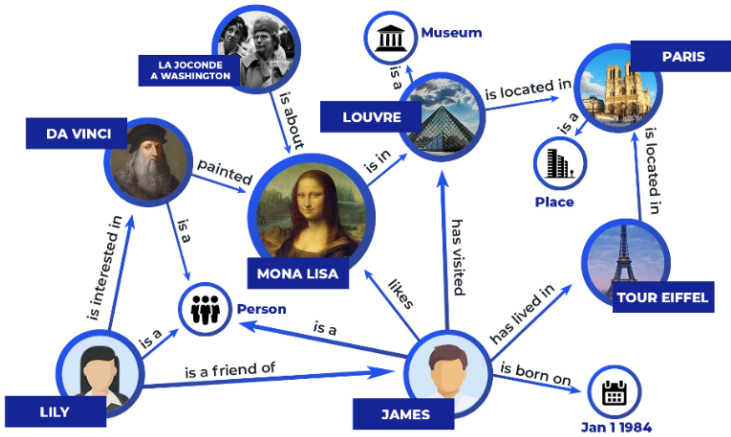 Museum
PARIS
LA JOCONDE
A WASHINGTON
is a
is located in
LOUVRE
DA VINCI
is about
is a
is located in
painted
is in
Place
is a
has visited
is interested in
MONA LISA
TOUR EIFFEL
Person
likes
has lived in
is a
is a
is a friend of
is born on
LILY
JAMES
Jan 1 1984